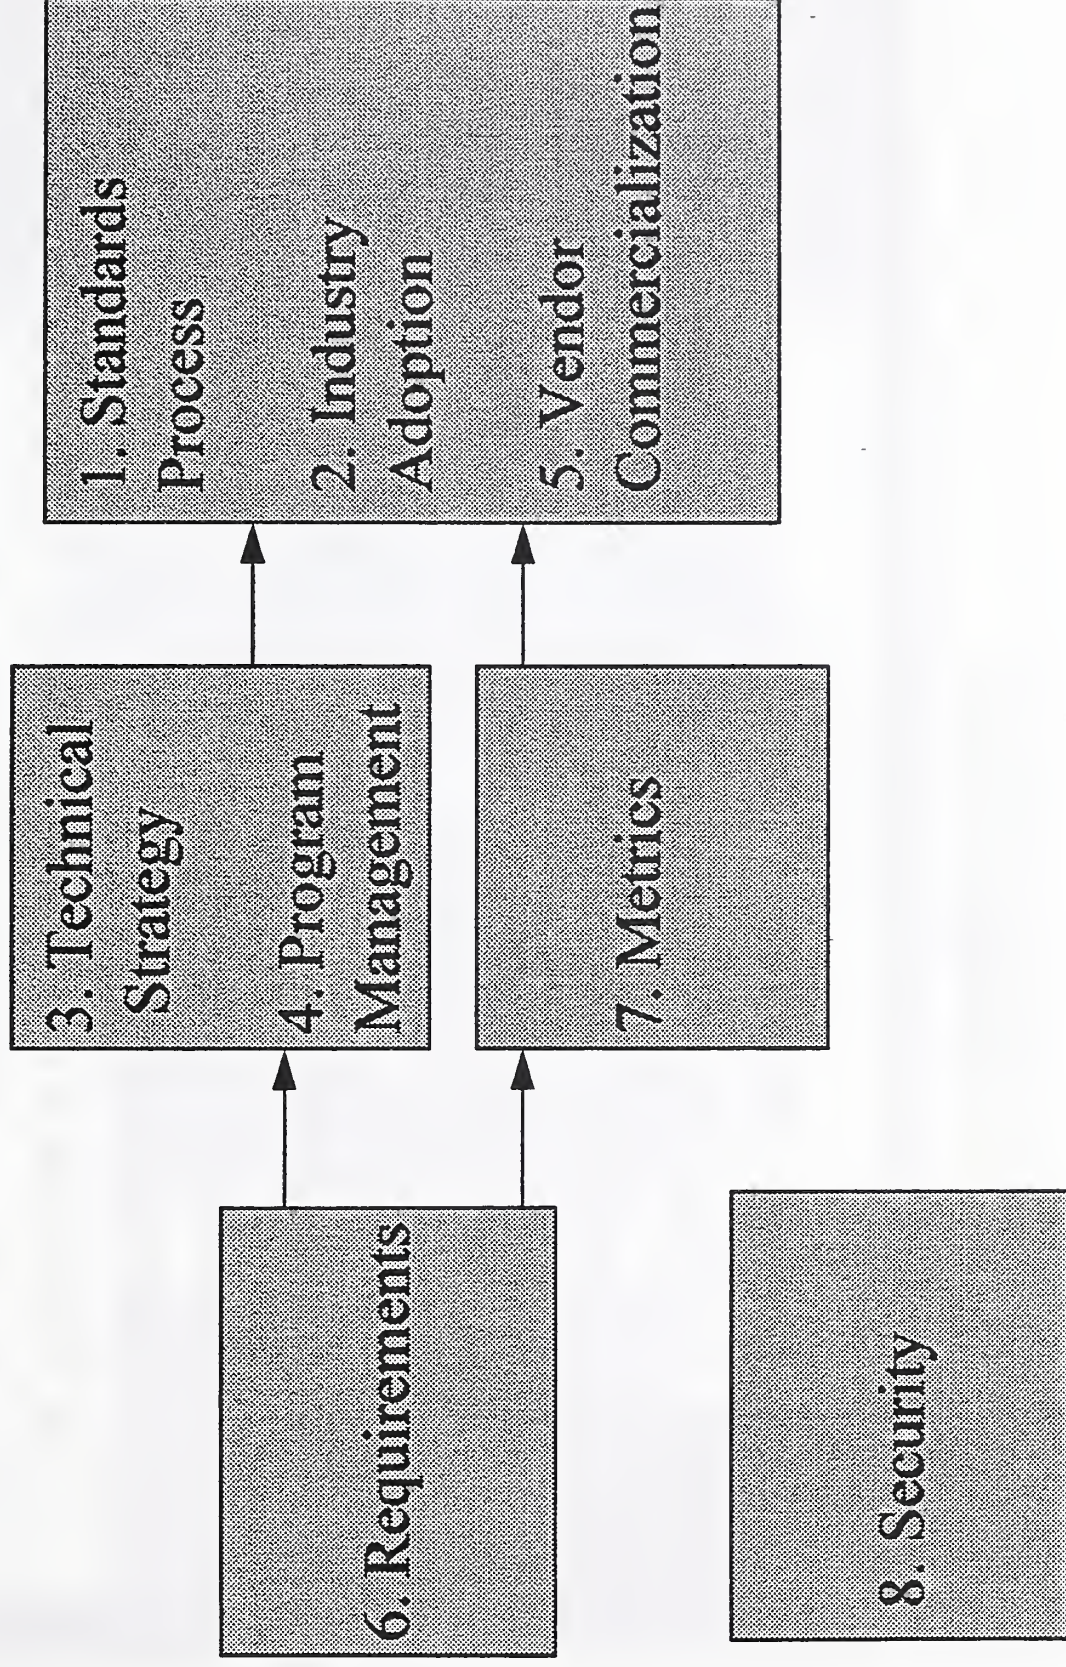 6. Requirements
3. Technical
Strategy
4. Program
Management
1. Standards
Process
2. Industry
Adoption
5. Vendor
Commercialization
7. Metrics
8. Security